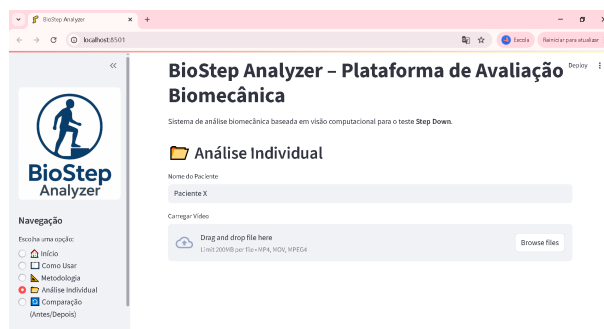 BioStep Analyzer
localhost:8501
Escola
Reiniciar para atualizar
Deploy
BioStep
Analyzer
Navegação
Escolha uma opção:
Início
Como Usar
Metodologia
Análise Individual
Comparação
(Antes/Depois)
BioStep Analyzer – Plataforma de Avaliação
Biomecânica
Sistema de análise biomecânica baseada em visão computacional para o teste Step Down.
Análise Individual
Nome do Paciente
Paciente X
Carregar Vídeo
Drag and drop file here
Limit 200MB per file • MP4, MOV, MPEG4
Browse files